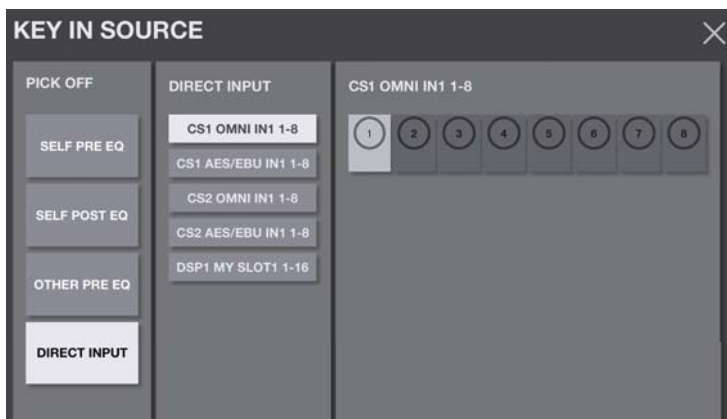 KEY IN SOURCE
PICK OFF
SELF PRE EQ
SELF POST EQ
OTHER PRE EQ
DIRECT INPUT
DIRECT INPUT
CS1 OMNI IN1 1-8
CS1 AES/EBU IN1 1-8
CS2 OMNI IN1 1-8
CS2 AES/EBU IN1 1-8
DSP1 MY SLOT1 1-16
CS1 OMNI IN1 1-8
1 2 3 4 5 6 7 8